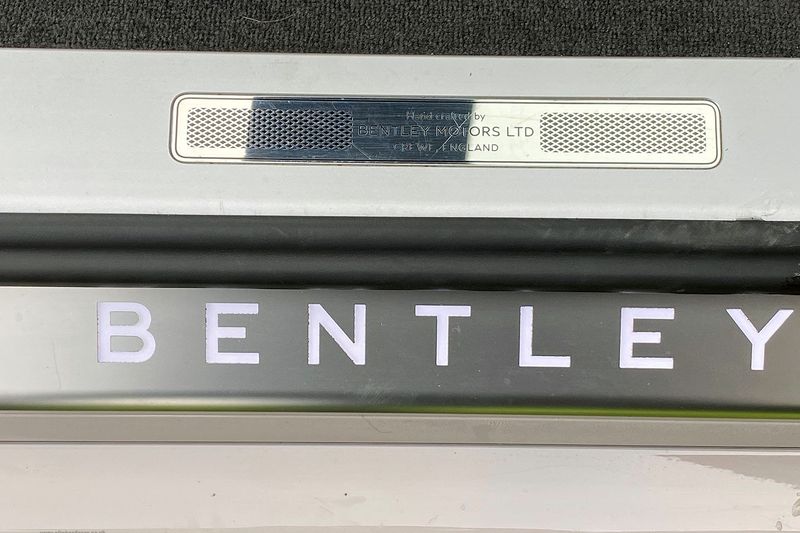 Hand crafted by
BENTLEY MOTORS LTD
CREWE, ENGLAND
BENTLEY